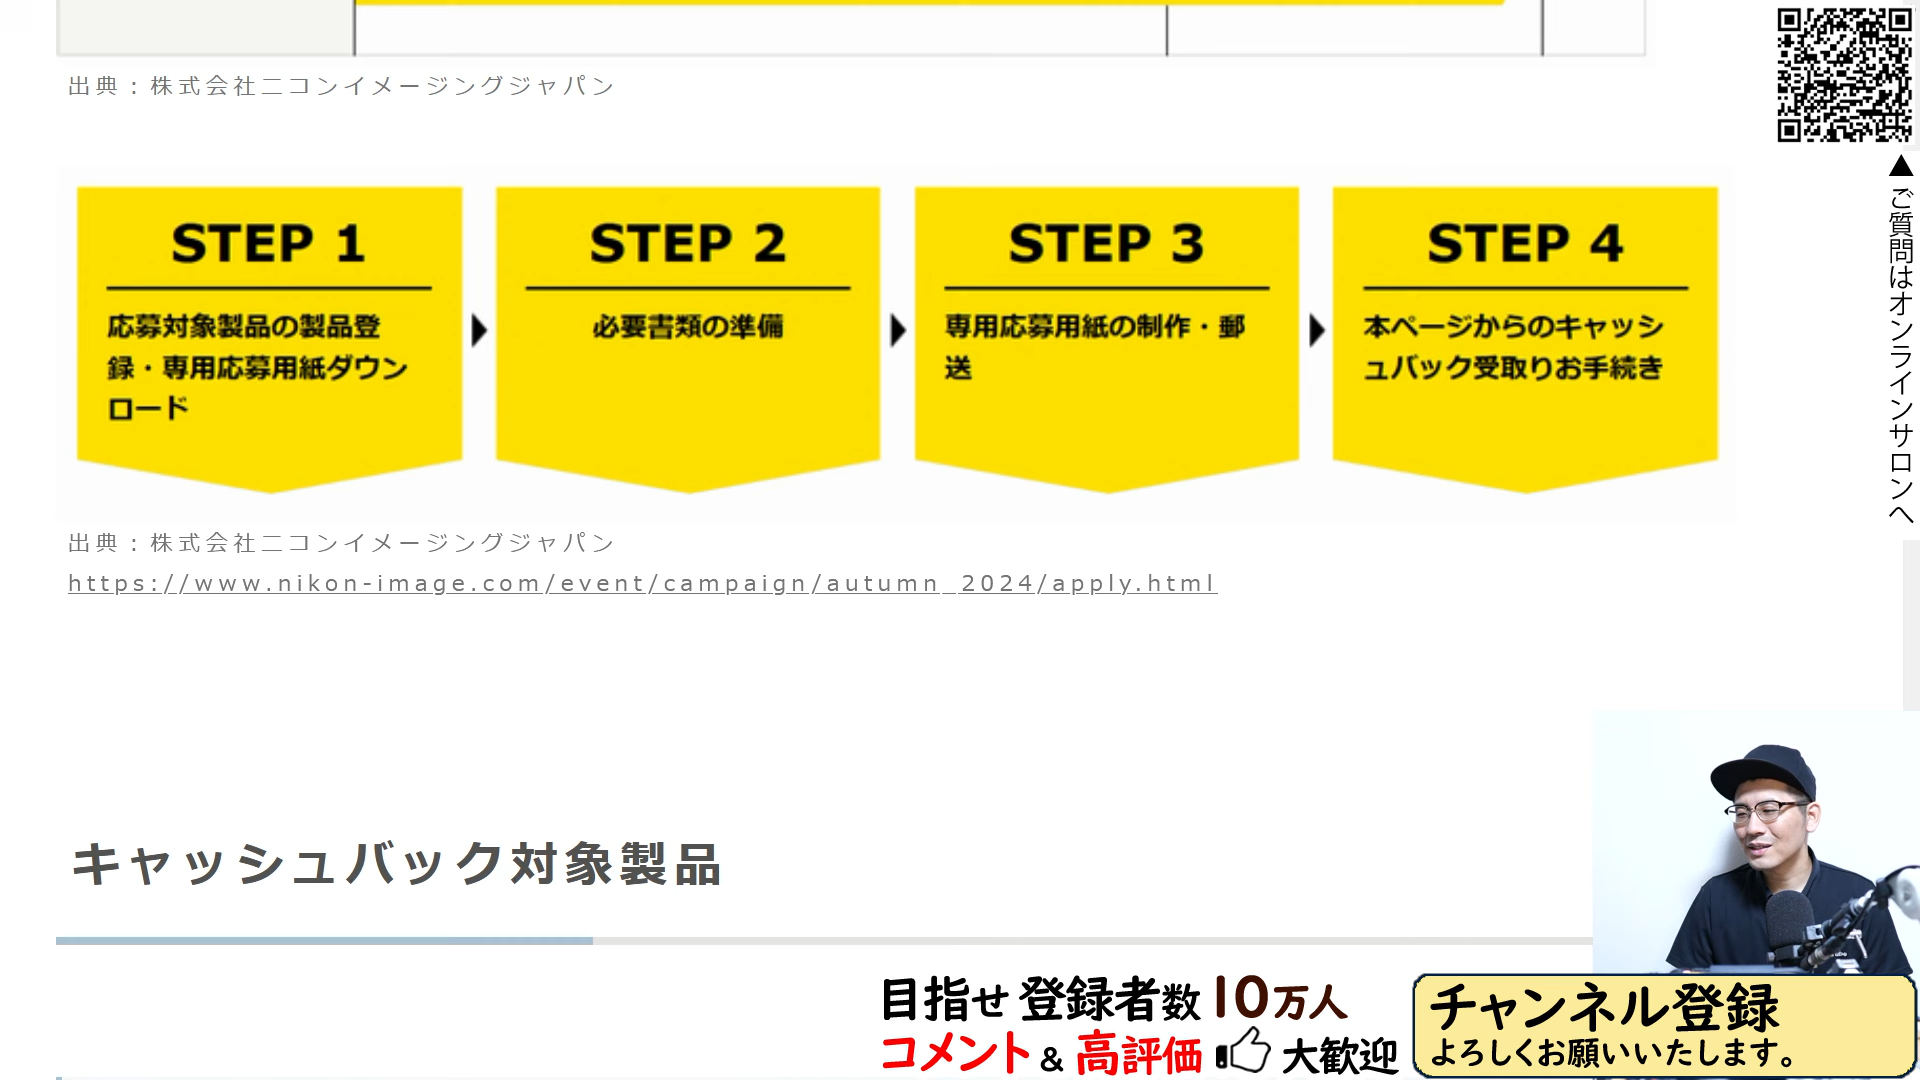 出典：株式会社ニコンイメージングジャパン
STEP 1
応募対象製品の製品登
録・専用応募用紙ダウン
ロード
STEP 2
必要書類の準備
STEP 3
専用応募用紙の制作・郵
送
STEP 4
本ページからのキャッシ
ュバック受取りお手続き
出典：株式会社ニコンイメージングジャパン
https://www.nikon-image.com/event/campaign/autumn_2024/apply.html
キャッシュバック対象製品
▲ご質問はオンラインサロンへ
目指せ 登録者数 10万人
コメント & 高評価 大歓迎
チャンネル登録
よろしくお願いいたします。